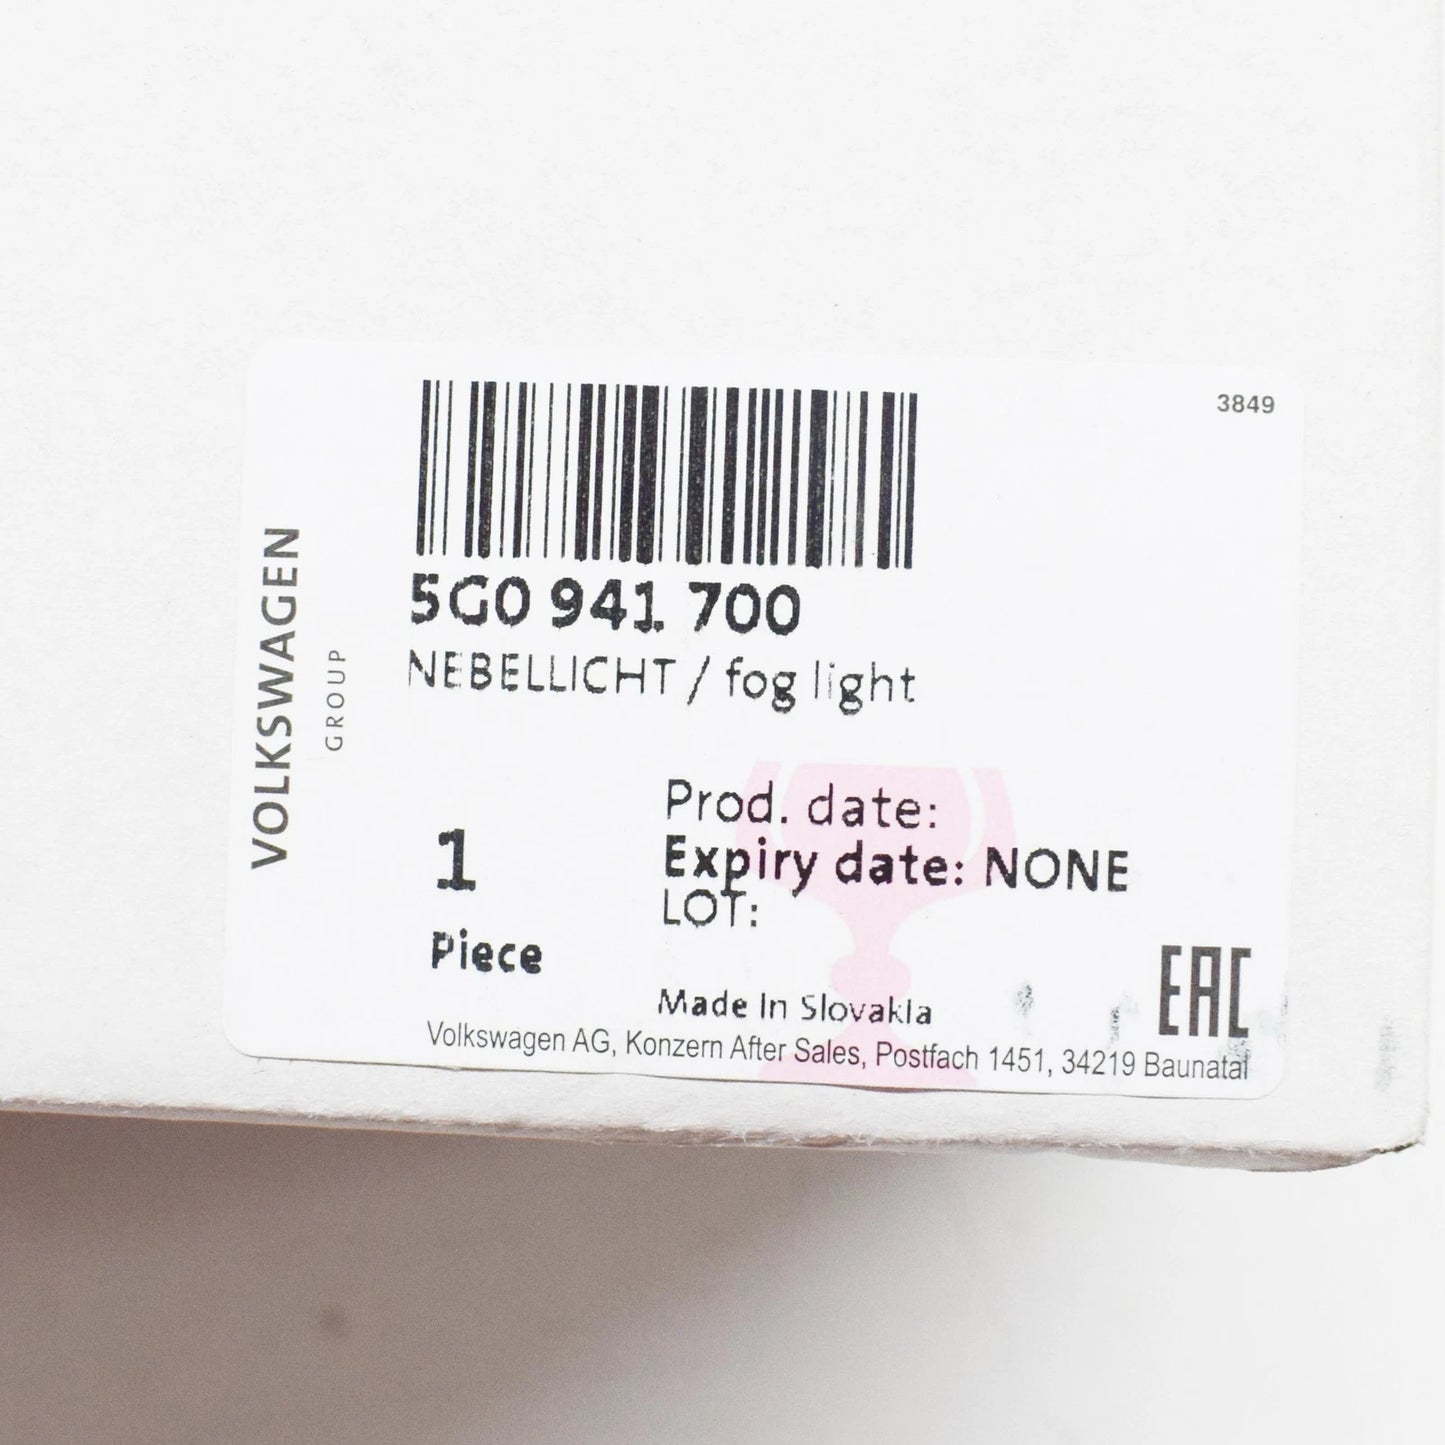 3849
VOLKSWAGEN
GROUP
5G0 941 700
NEBELLICHT / fog light
1
Piece
Prod. date:
Expiry date: NONE
LOT:
Made In Slovakia
EAC
Volkswagen AG, Konzern After Sales, Postfach 1451, 34219 Baunatal